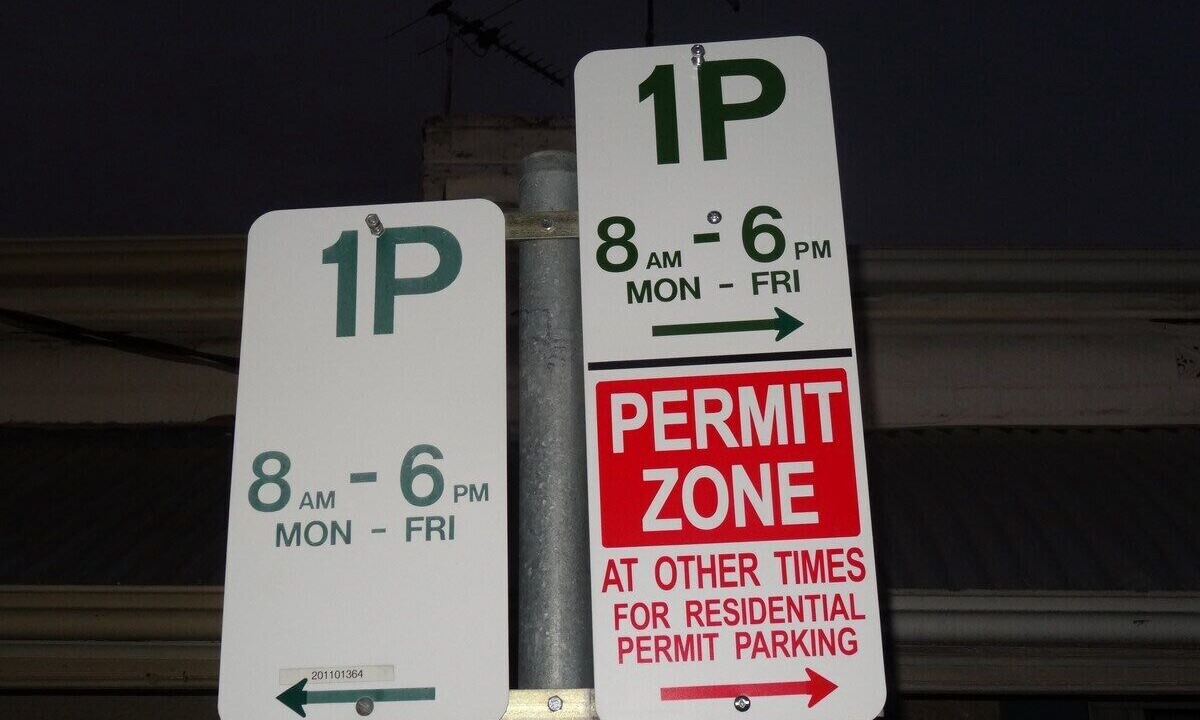 1P
8 AM - 6 PM
MON - FRI
201101364
1P
8 AM - 6 PM
MON - FRI
PERMIT
ZONE
AT OTHER TIMES
FOR RESIDENTIAL
PERMIT PARKING